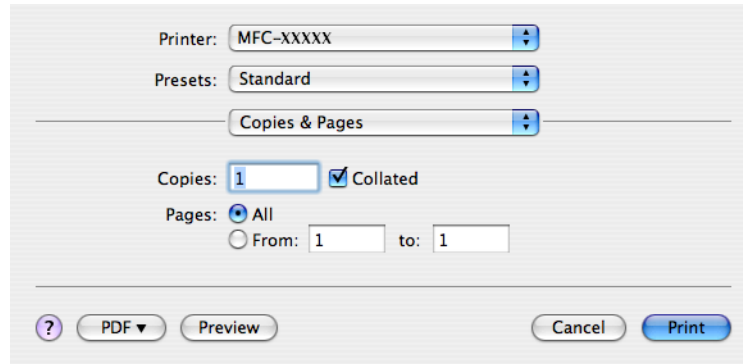 Printer: MFC-XXXXX
Presets: Standard
Copies & Pages
Copies: 1 Collated
Pages: All
From: 1 to: 1
? PDF Preview Cancel Print